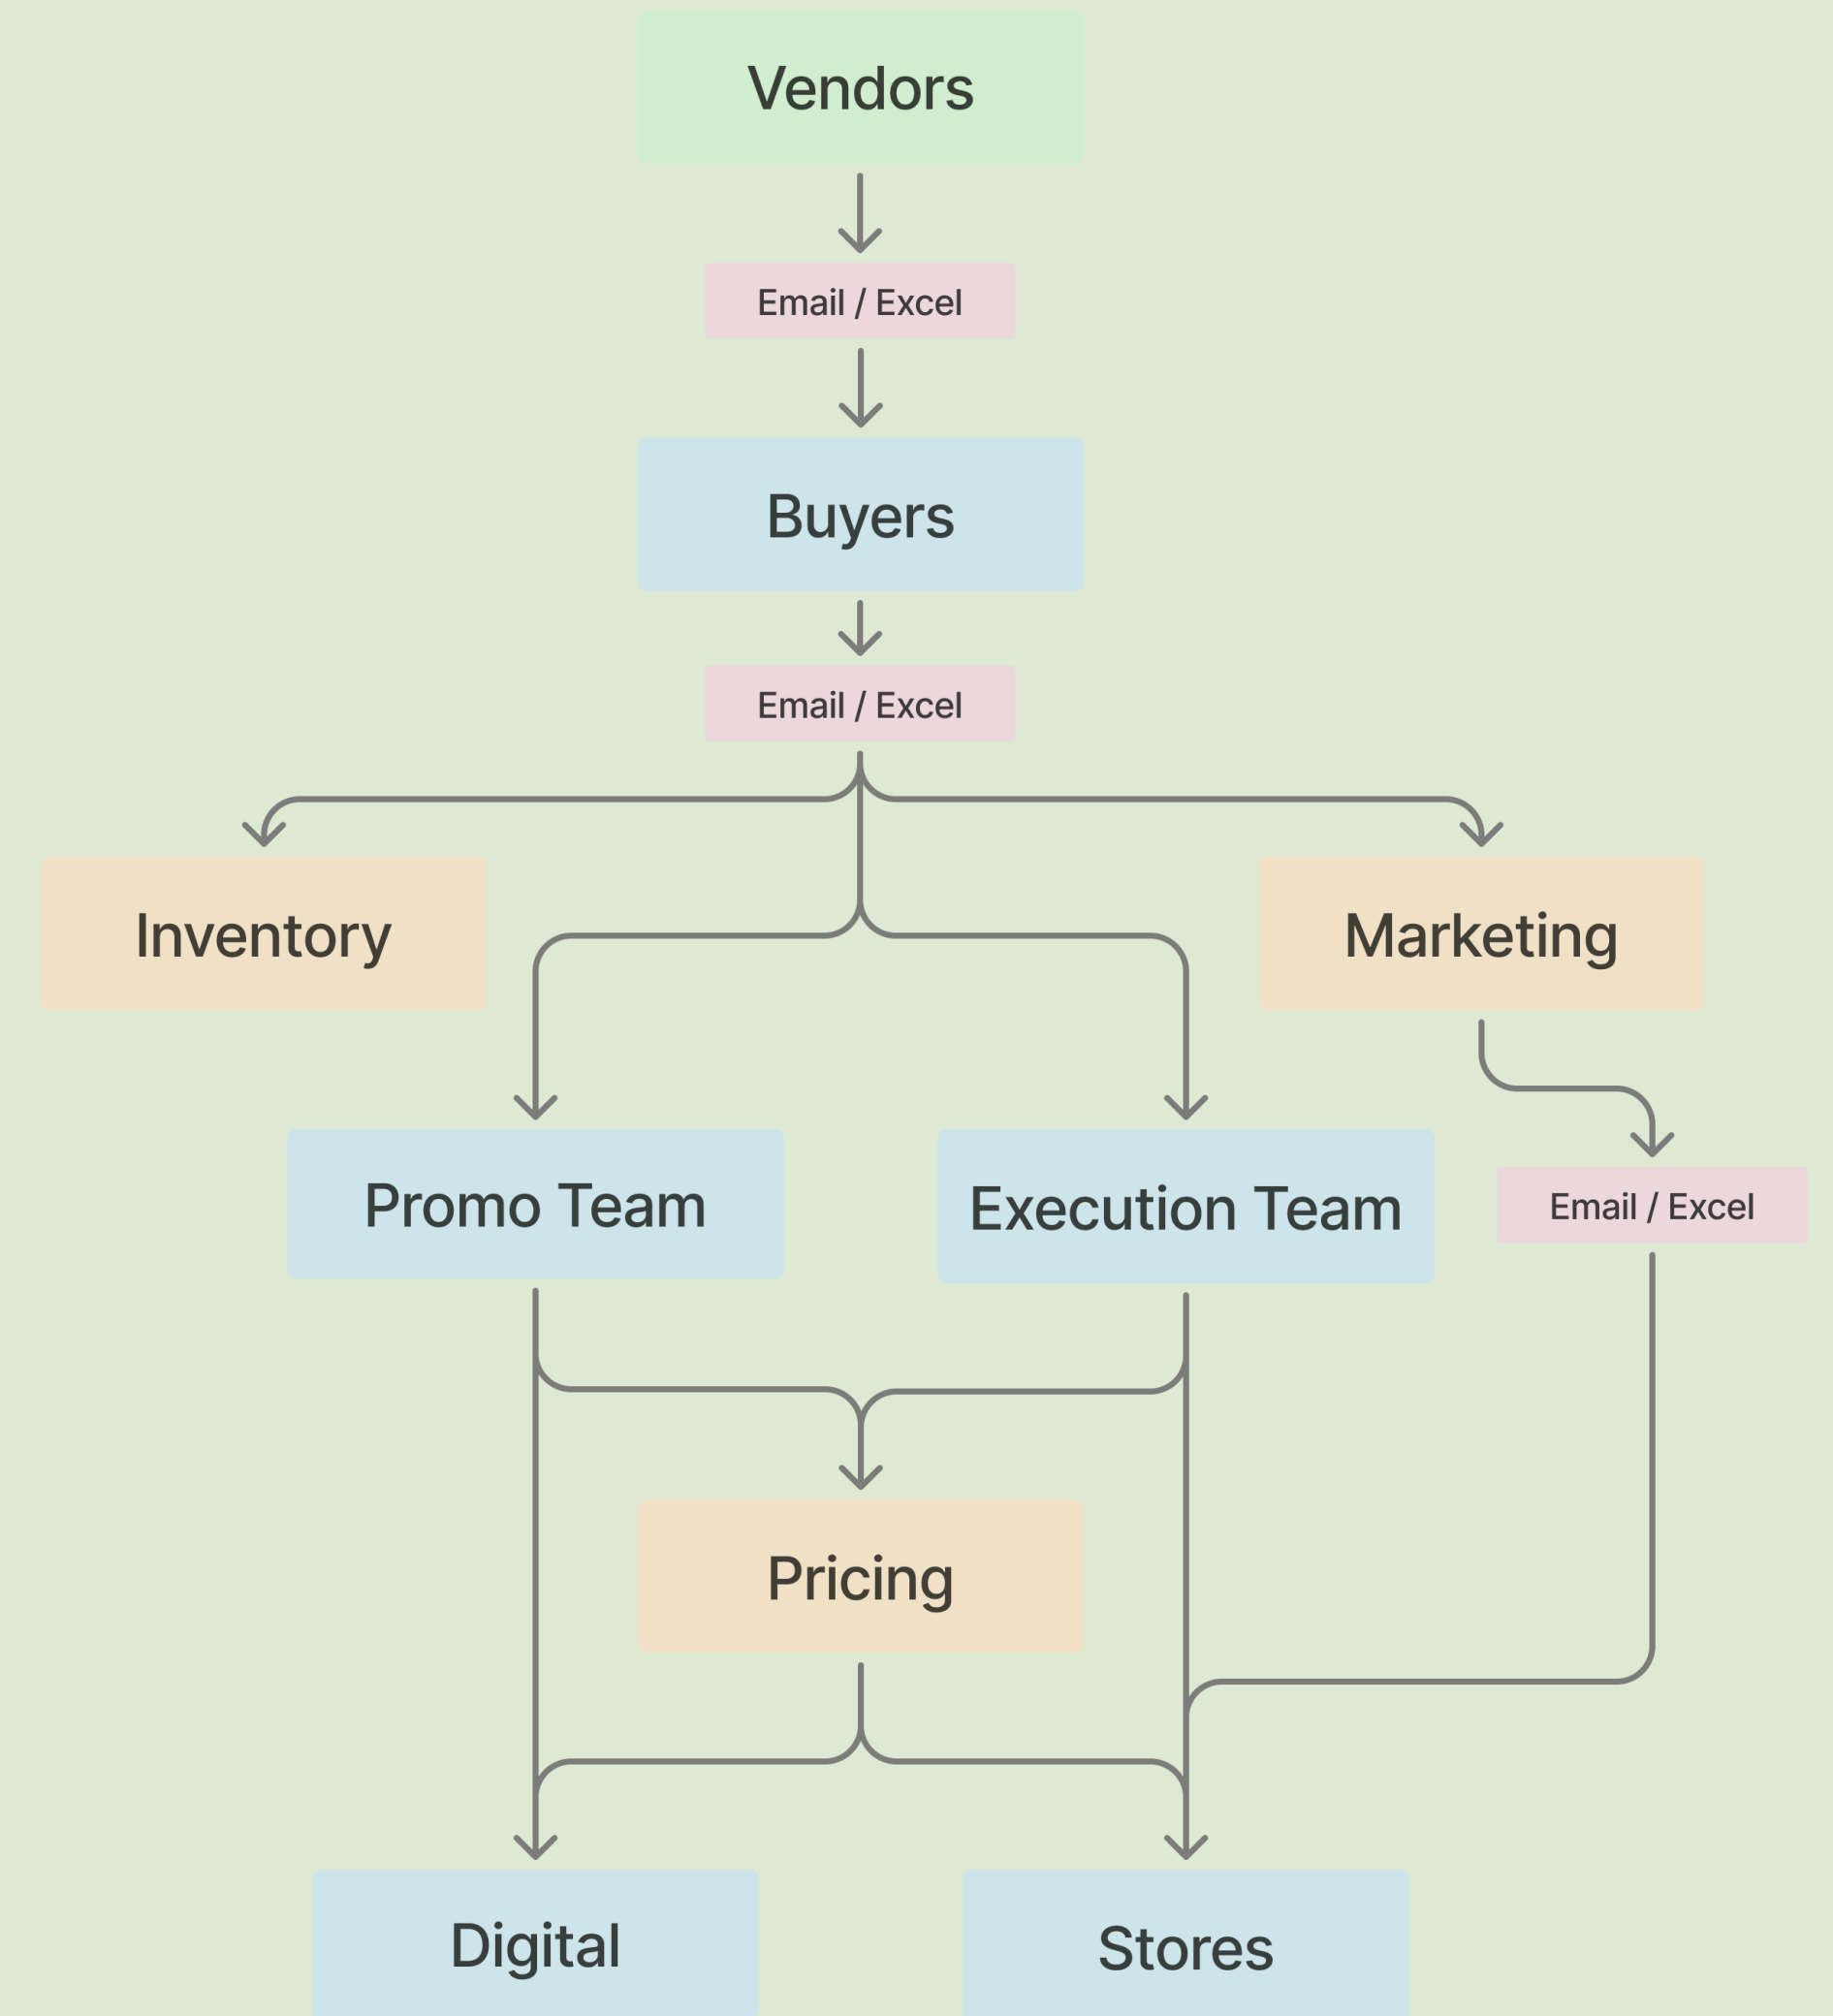 Vendors
Email / Excel
Buyers
Email / Excel
Inventory
Marketing
Promo Team
Execution Team
Email / Excel
Pricing
Digital
Stores